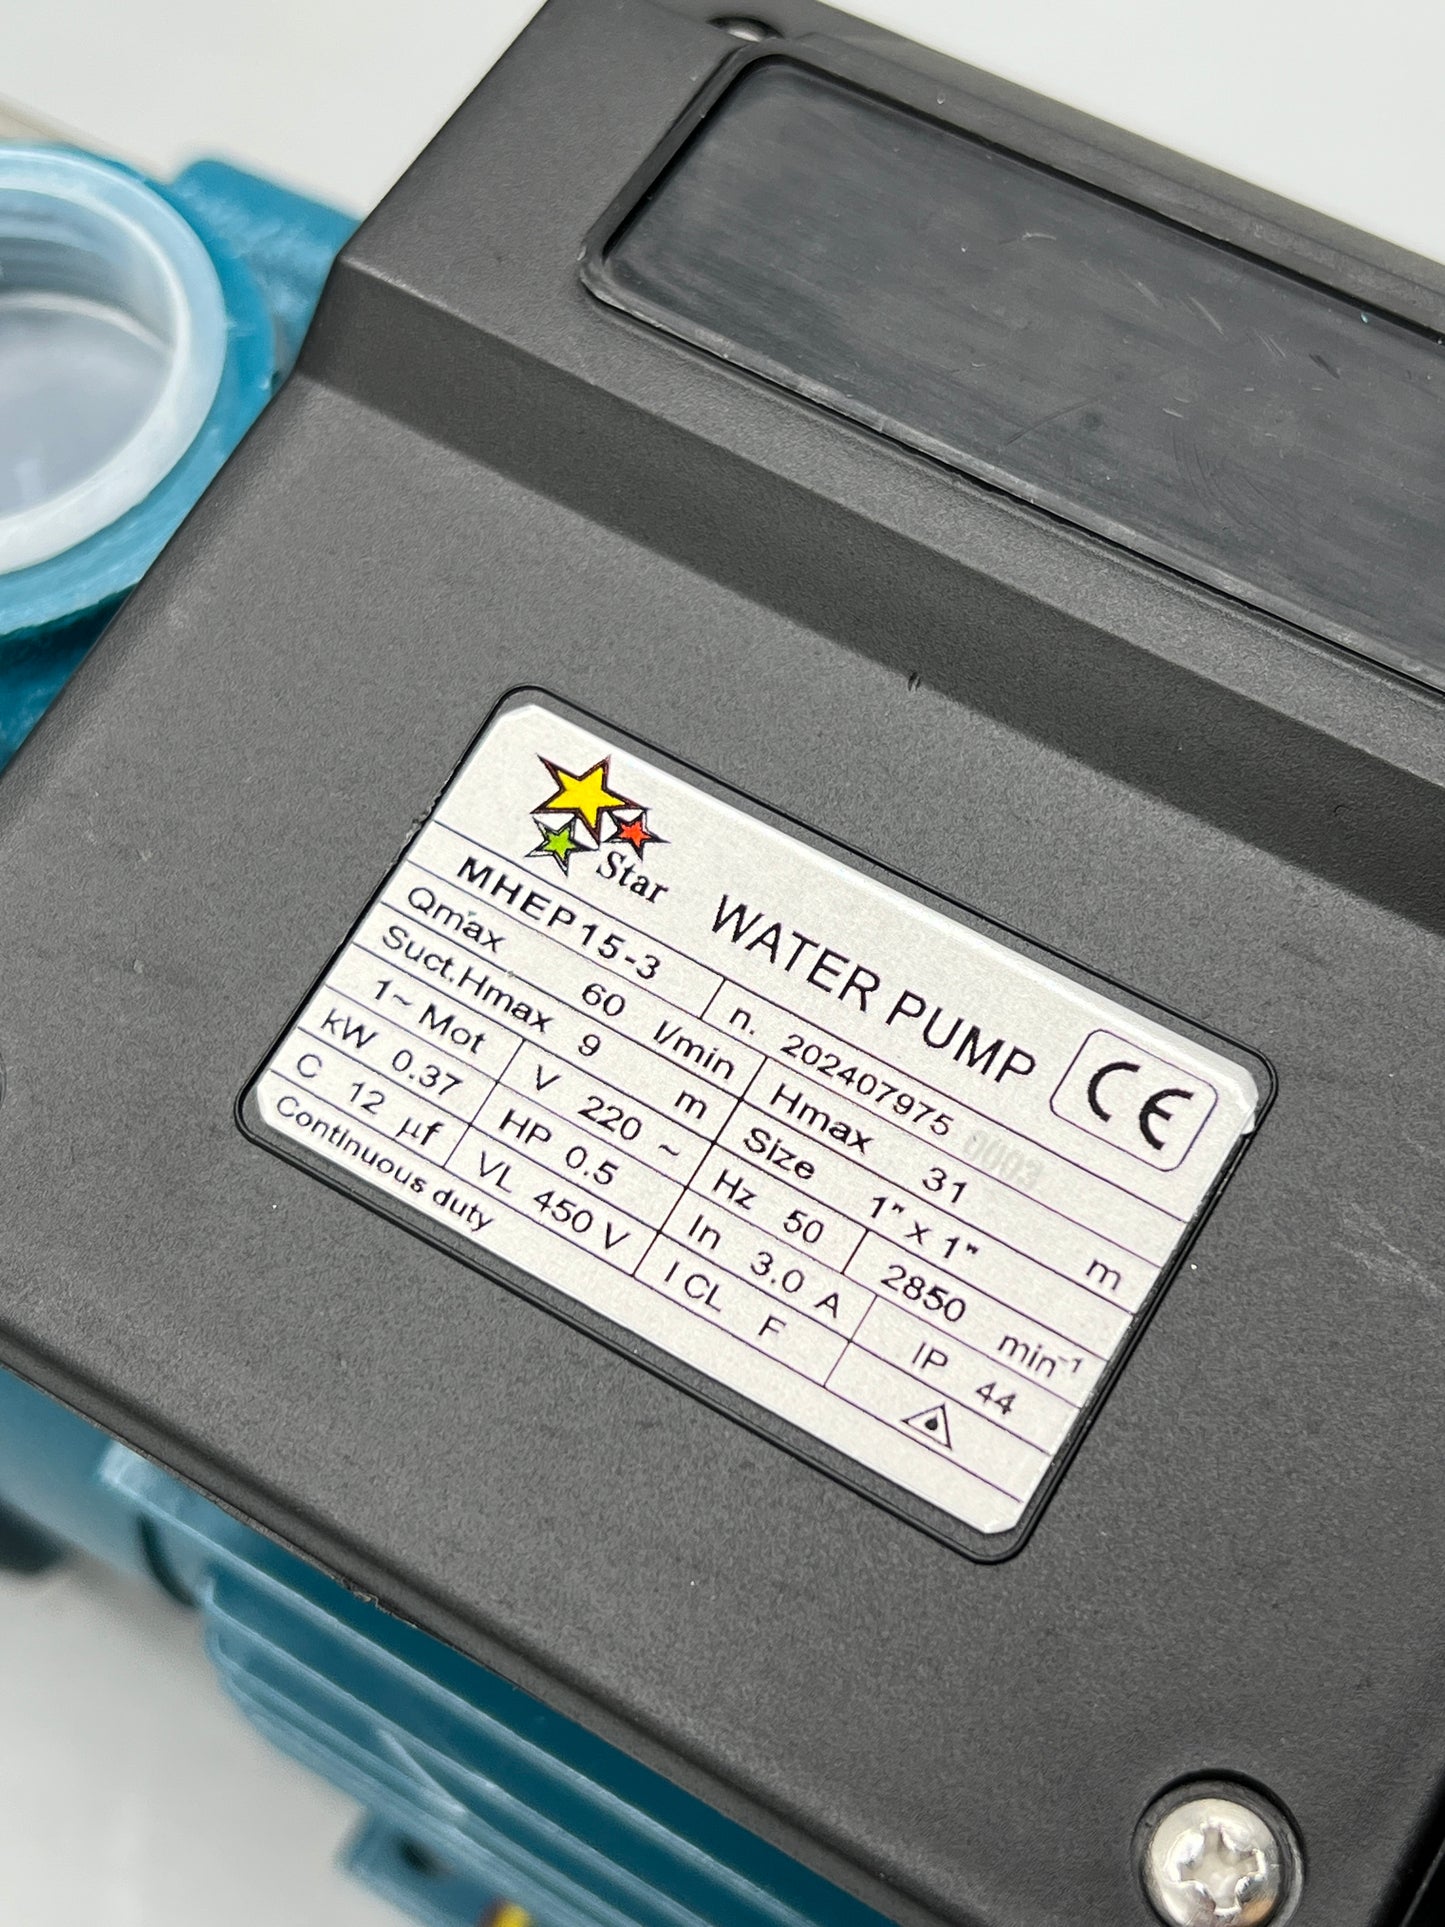 Star
WATER PUMP
CE
MHEP15-3 n. 202407975 0003
Qmax 60 l/min Hmax 31 m
Suct.Hmax 9 m Size 1" x 1"
1~ Mot V 220 ~ Hz 50 2850 min⁻¹
kW 0.37 HP 0.5 In 3.0 A IP 44
C 12 µf VL 450 V I CL F
Continuous duty